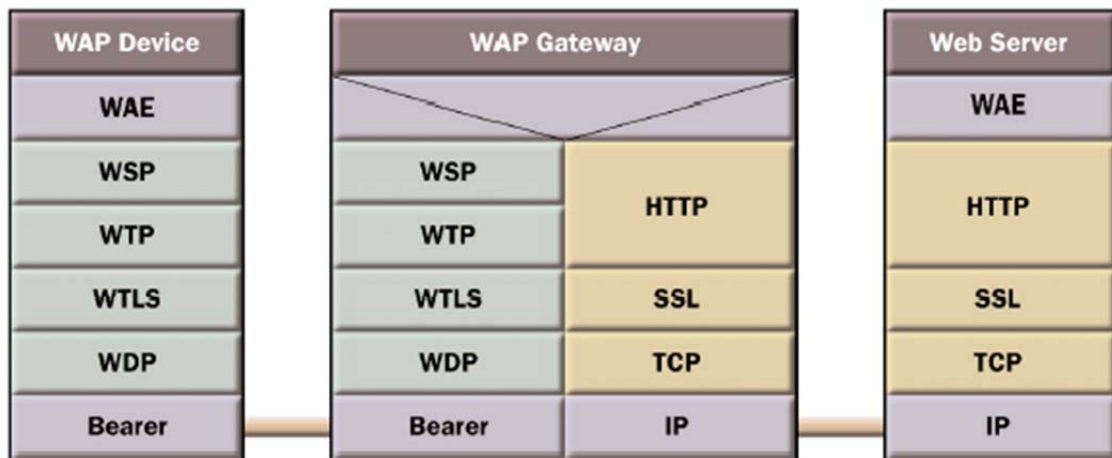 WAP Device
WAE
WSP
WTP
WTLS
WDP
Bearer
WAP Gateway
WSP
WTP
WTLS
WDP
Bearer
HTTP
SSL
TCP
IP
Web Server
WAE
HTTP
SSL
TCP
IP